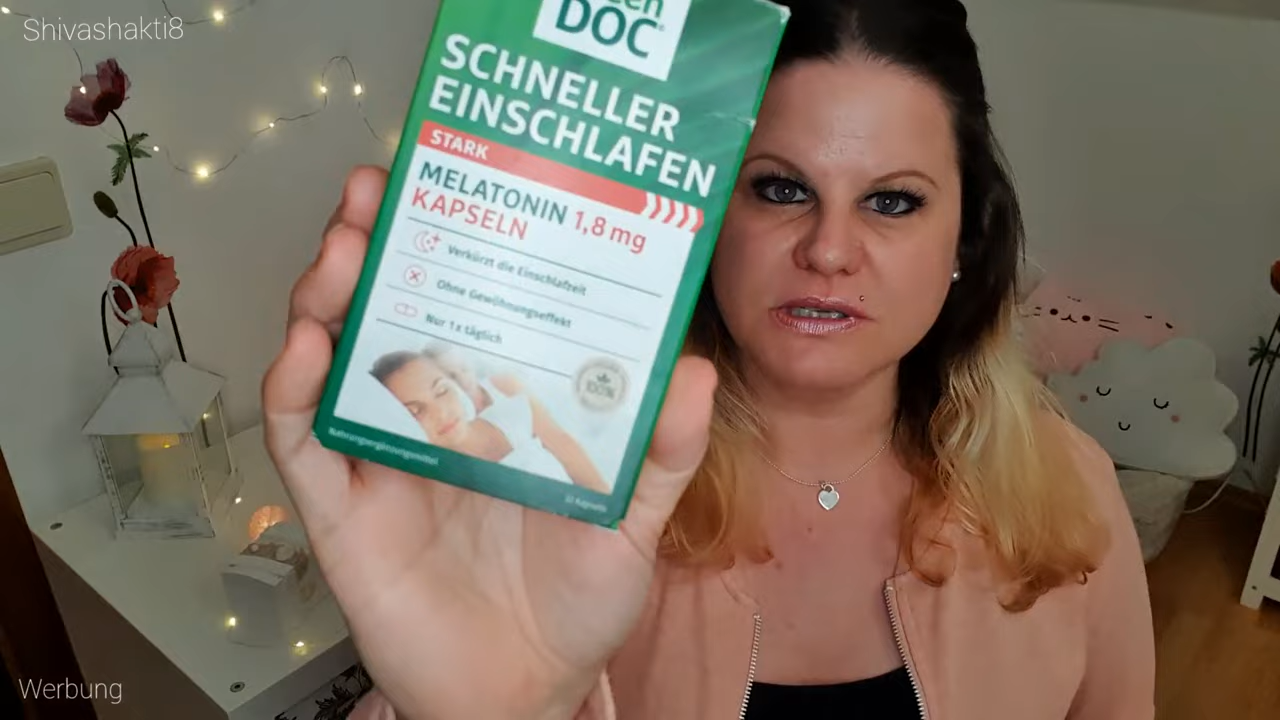 Shivashakti8
DOC
SCHNELLER
EINSCHLAFEN
STARK
MELATONIN 1,8 mg
KAPSELN
Verkürzt die Einschlafzeit
Ohne Gewöhnungseffekt
Nur 1x täglich
100%
Nahrungsergänzungsmittel
Werbung